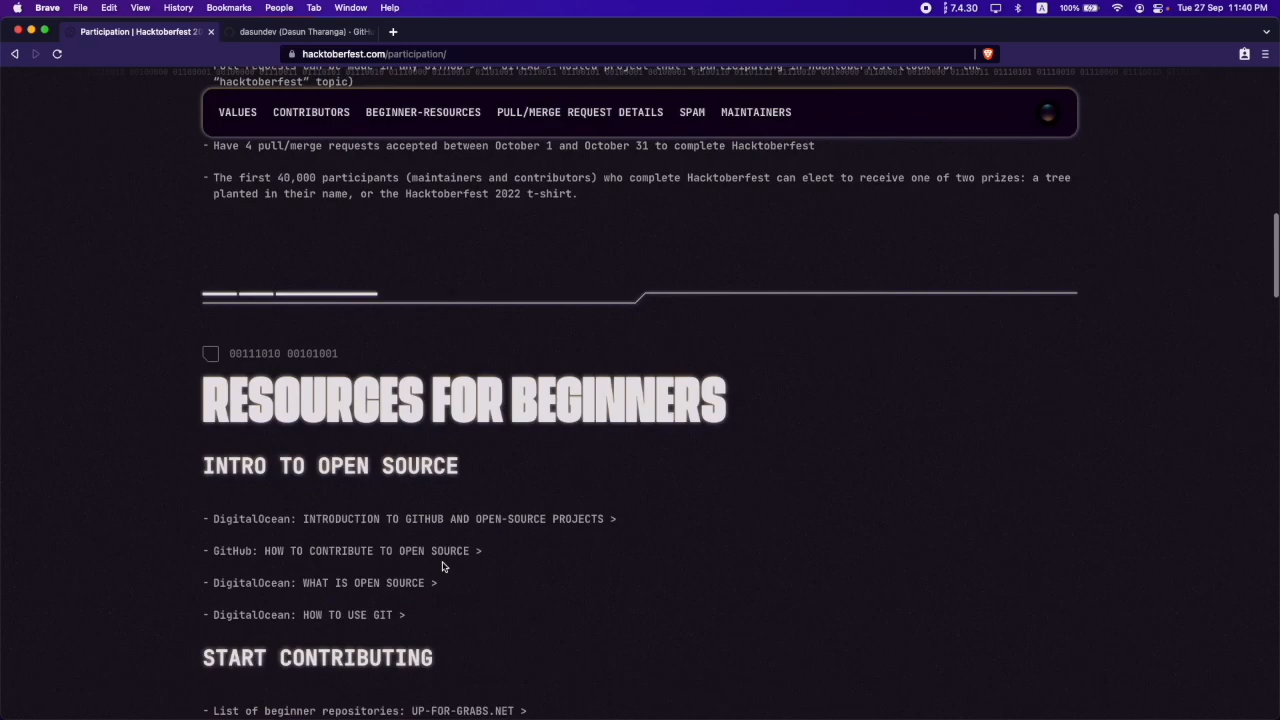 Brave File Edit View History Bookmarks People Tab Window Help
7.4.30 A 100% Tue 27 Sep 11:40 PM
Participation | Hacktoberfest 20
dasundev (Dasun Tharanga) · GitHu
hacktoberfest.com/participation/
"hacktoberfest" topic)
VALUES CONTRIBUTORS BEGINNER-RESOURCES PULL/MERGE REQUEST DETAILS SPAM MAINTAINERS
- Have 4 pull/merge requests accepted between October 1 and October 31 to complete Hacktoberfest
- The first 40,000 participants (maintainers and contributors) who complete Hacktoberfest can elect to receive one of two prizes: a tree
planted in their name, or the Hacktoberfest 2022 t-shirt.
00111010 00101001
RESOURCES FOR BEGINNERS
INTRO TO OPEN SOURCE
- DigitalOcean: INTRODUCTION TO GITHUB AND OPEN-SOURCE PROJECTS >
- GitHub: HOW TO CONTRIBUTE TO OPEN SOURCE >
- DigitalOcean: WHAT IS OPEN SOURCE >
- DigitalOcean: HOW TO USE GIT >
START CONTRIBUTING
- List of beginner repositories: UP-FOR-GRABS.NET >